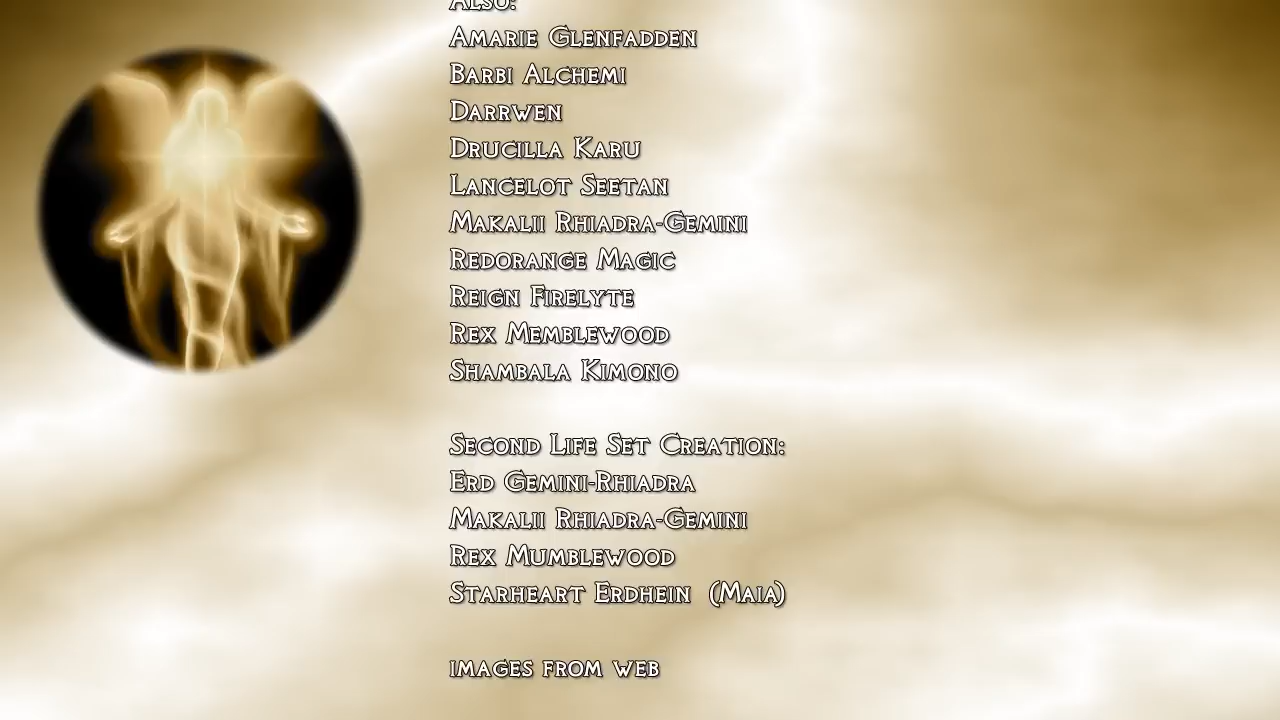 Also:
Amarie Glenfadden
Barbi Alchemi
Darrwen
Drucilla Karu
Lancelot Seetan
Makalii Rhiadra-Gemini
Redorange Magic
Reign Firelyte
Rex Memblewood
Shambala Kimono
Second Life Set Creation:
Erd Gemini-Rhiadra
Makalii Rhiadra-Gemini
Rex Mumblewood
Starheart Erdhein (Maia)
images from web